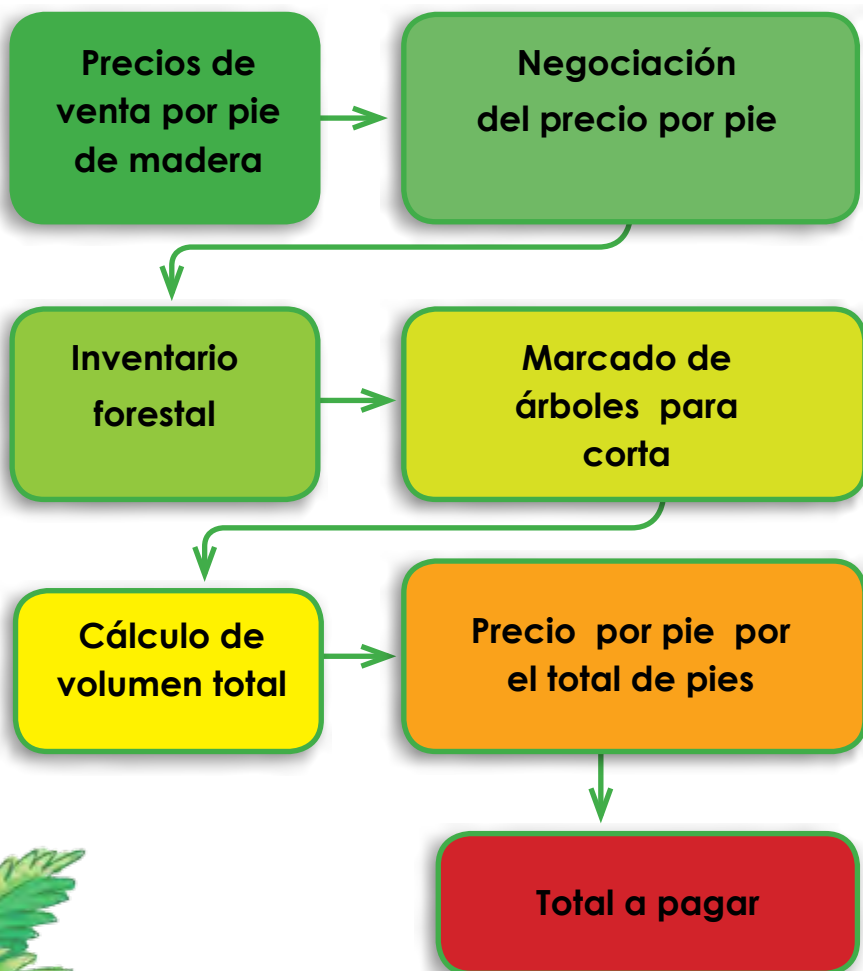 Precios de
venta por pie
de madera
Negociación
del precio por pie
Inventario
forestal
Marcado de
árboles para
corta
Cálculo de
volumen total
Precio por pie por
el total de pies
Total a pagar